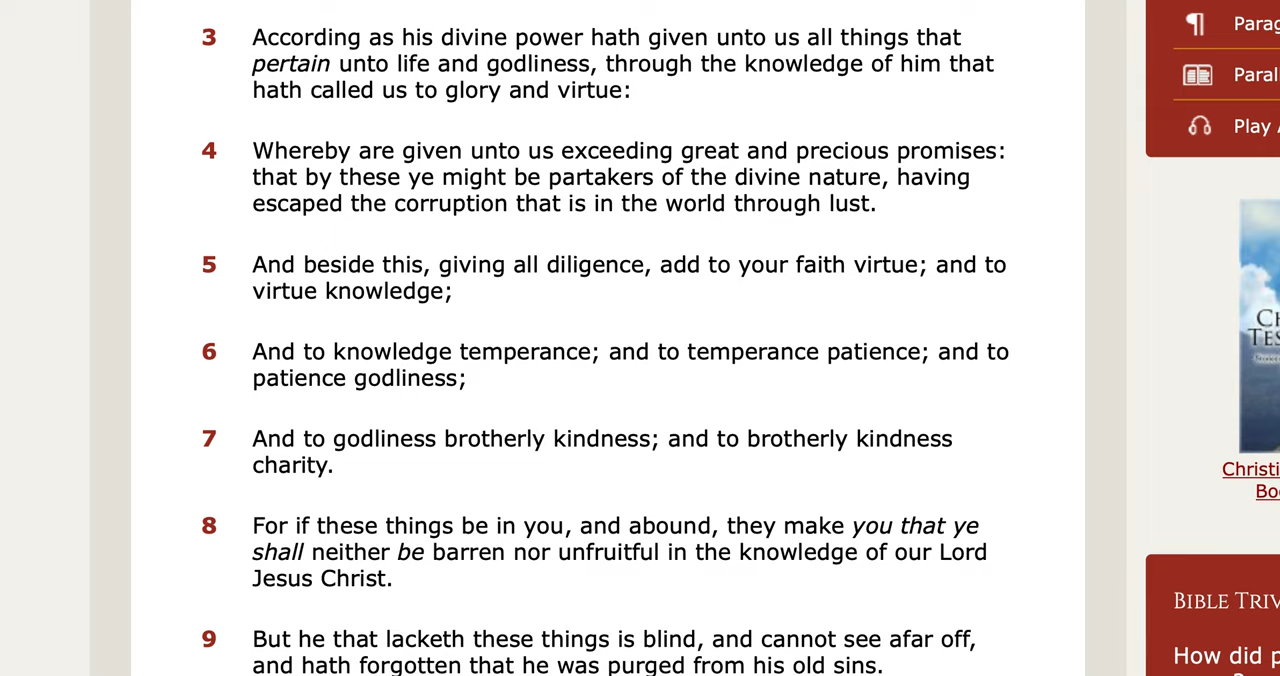 3 According as his divine power hath given unto us all things that
pertain unto life and godliness, through the knowledge of him that
hath called us to glory and virtue:
4 Whereby are given unto us exceeding great and precious promises:
that by these ye might be partakers of the divine nature, having
escaped the corruption that is in the world through lust.
5 And beside this, giving all diligence, add to your faith virtue; and to
virtue knowledge;
6 And to knowledge temperance; and to temperance patience; and to
patience godliness;
7 And to godliness brotherly kindness; and to brotherly kindness
charity.
8 For if these things be in you, and abound, they make you that ye
shall neither be barren nor unfruitful in the knowledge of our Lord
Jesus Christ.
9 But he that lacketh these things is blind, and cannot see afar off,
and hath forgotten that he was purged from his old sins.
¶ Parag
Paral
Play
CH
TES
Christi
Bo
BIBLE TRIV
How did p